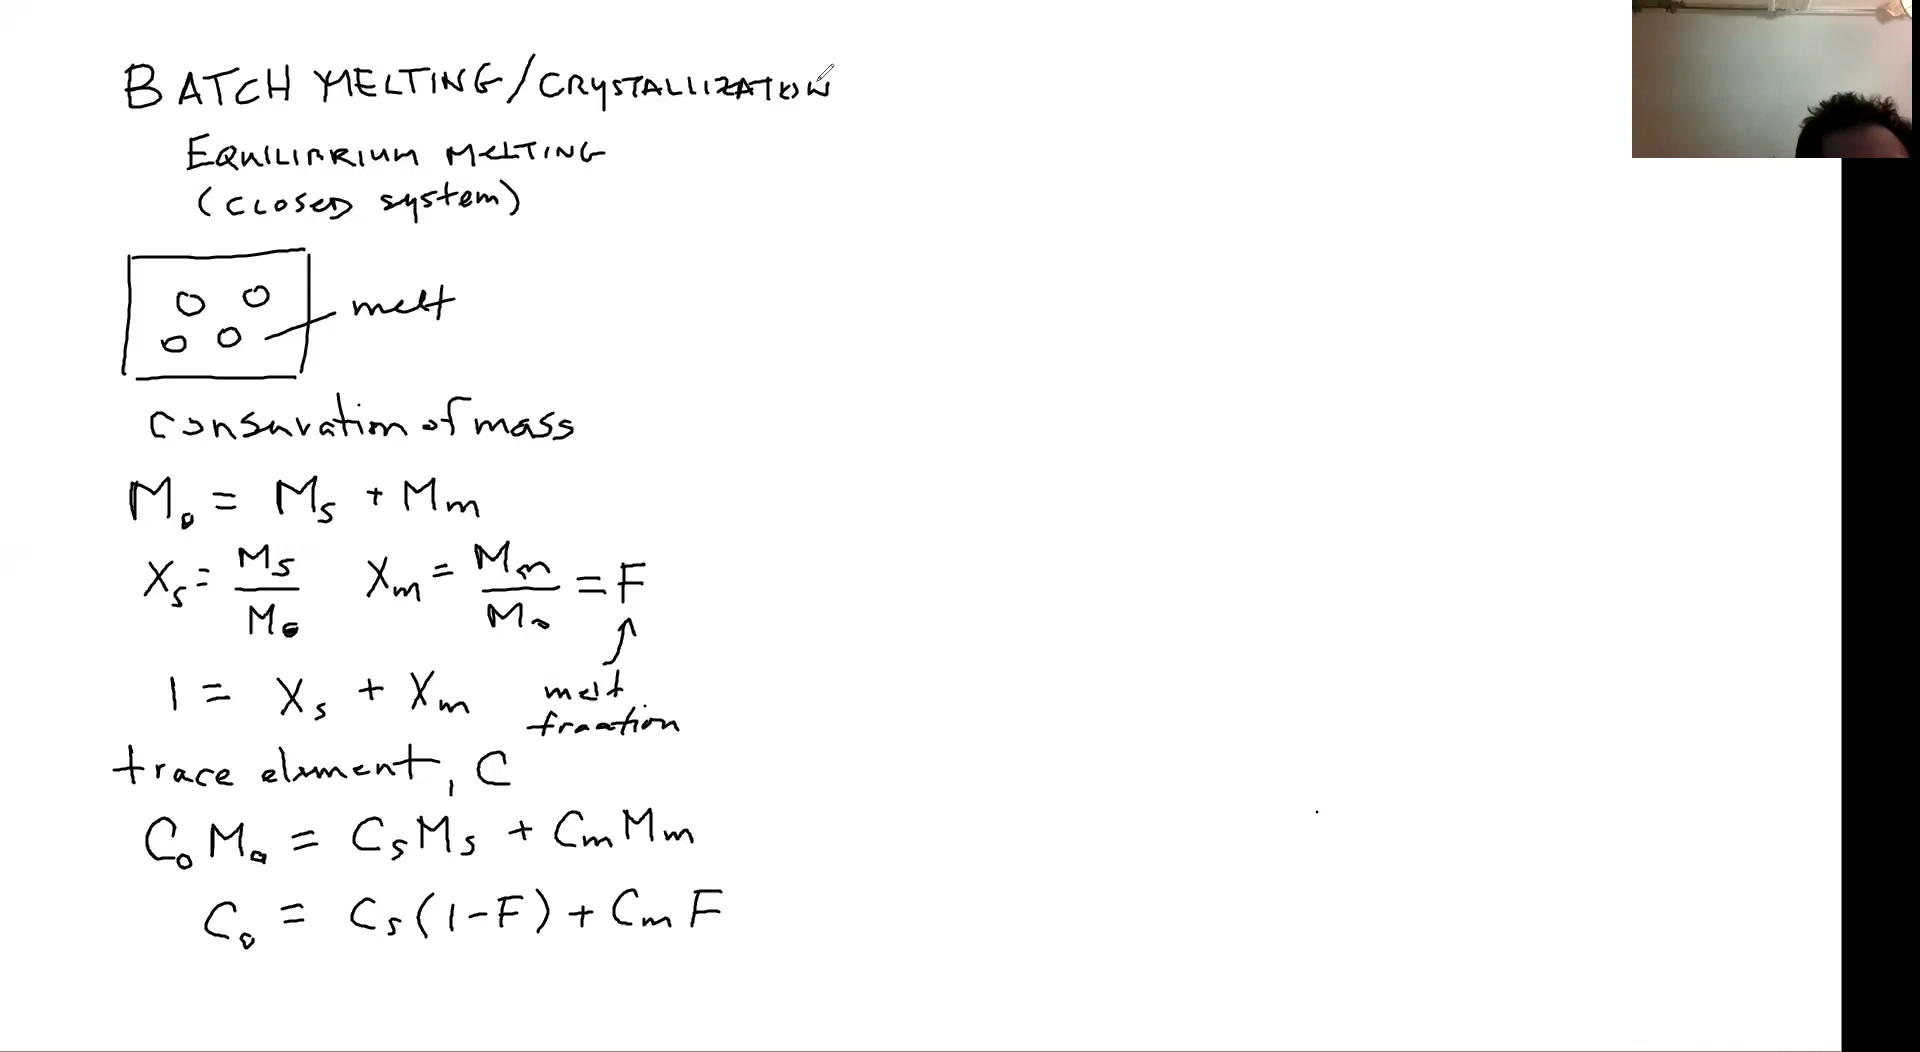 BATCH MELTING/CRYSTALLIZATION
EQUILIBRIUM MELTING
(CLOSED system)
melt
conservation of mass
M₀ = Ms + Mm
Xs = Ms/M₀ Xm = Mm/M₀ = F
1 = Xs + Xm
melt
fraction
trace element, C
C₀M₀ = CsMs + CmMm
C₀ = Cs(1-F) + CmF